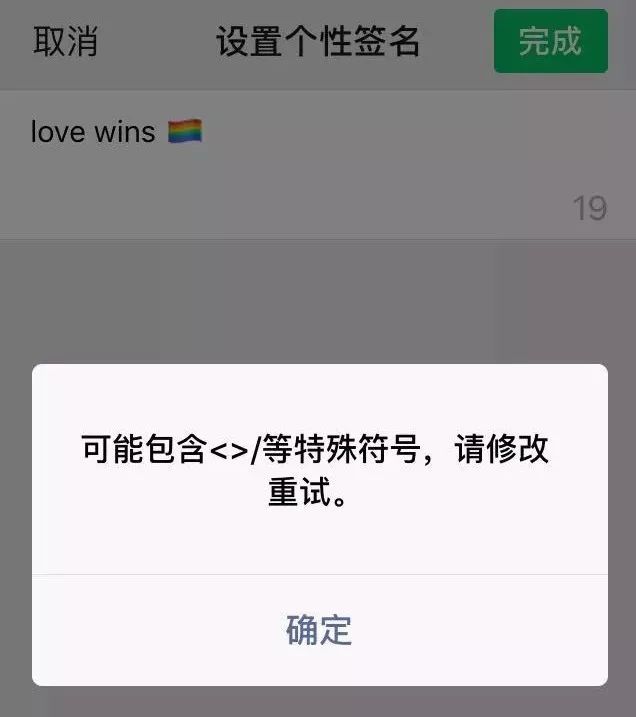 取消 设置个性签名 完成
love wins 🏳️‍🌈
19
可能包含<>/等特殊符号，请修改
重试。
确定